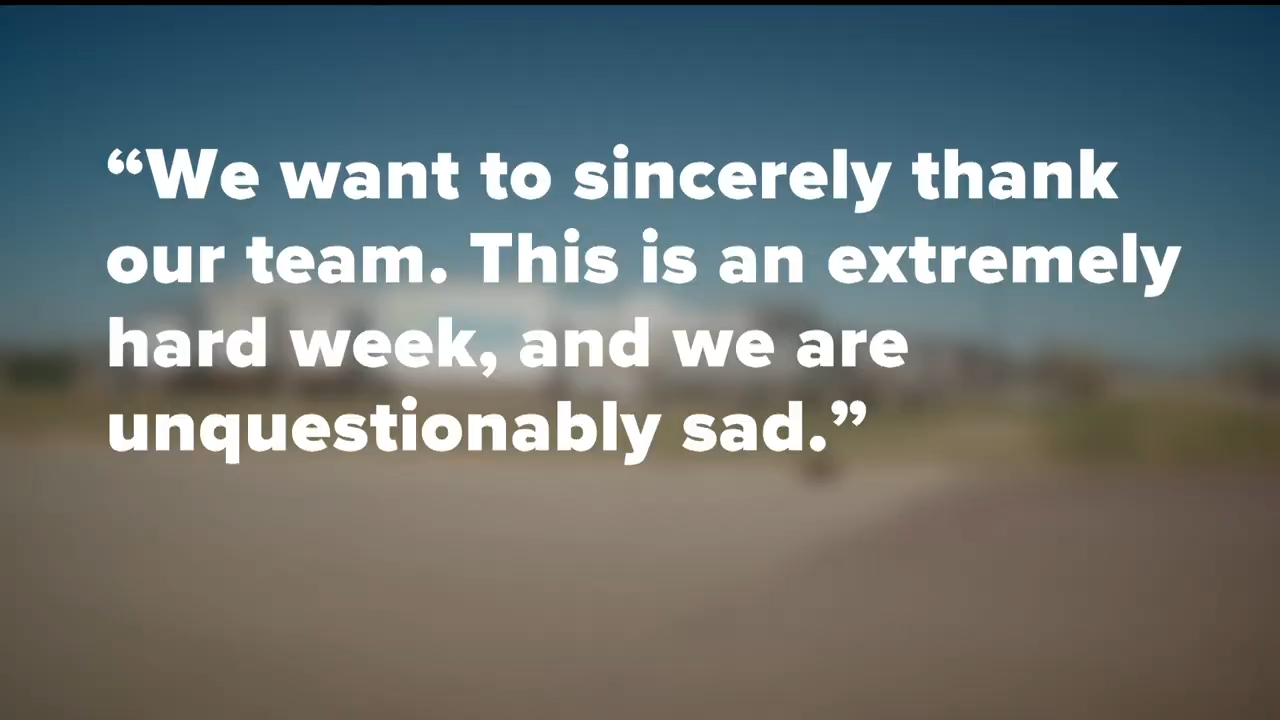 “We want to sincerely thank
our team. This is an extremely
hard week, and we are
unquestionably sad.”